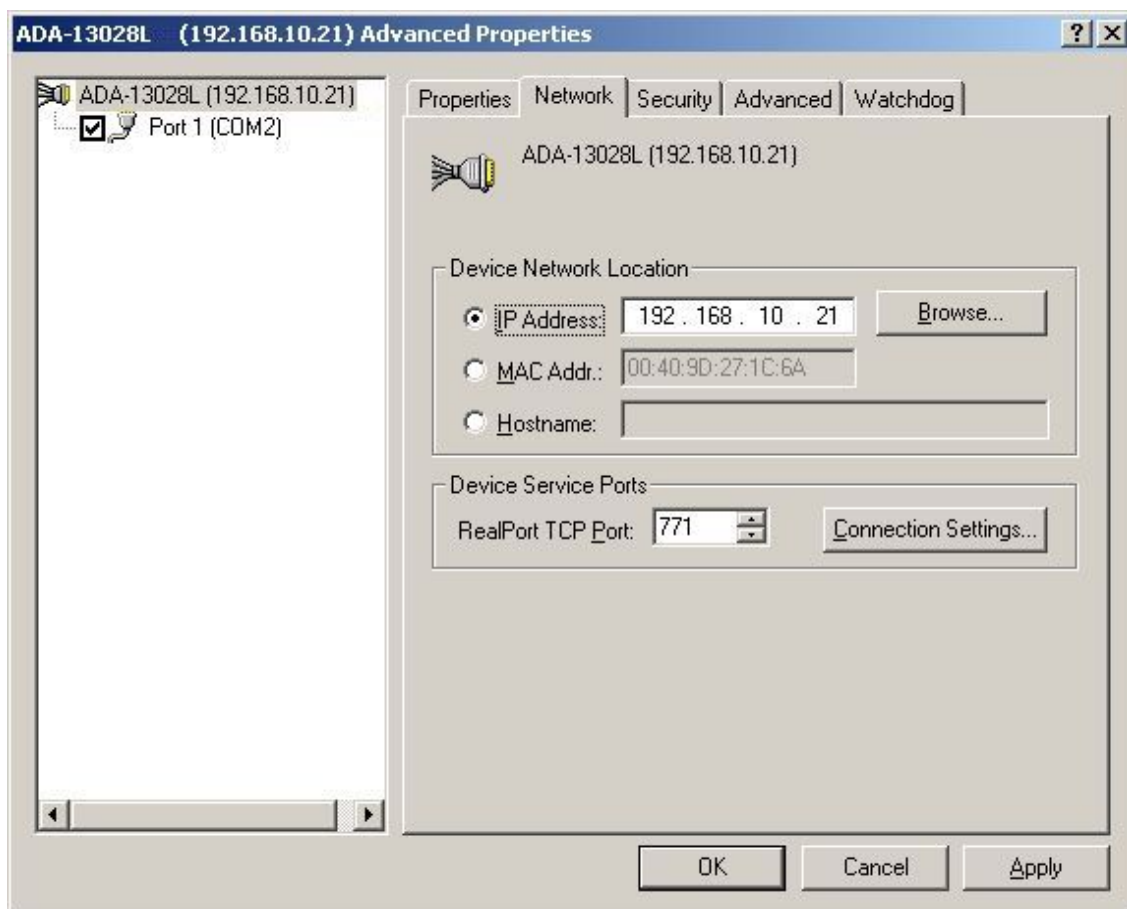 ADA-13028L (192.168.10.21) Advanced Properties
ADA-13028L (192.168.10.21)
Port 1 (COM2)
Properties Network Security Advanced Watchdog
ADA-13028L (192.168.10.21)
Device Network Location
IP Address: 192 . 168 . 10 . 21 Browse...
MAC Addr.: 00:40:9D:27:1C:6A
Hostname:
Device Service Ports
RealPort TCP Port: 771 Connection Settings...
OK Cancel Apply